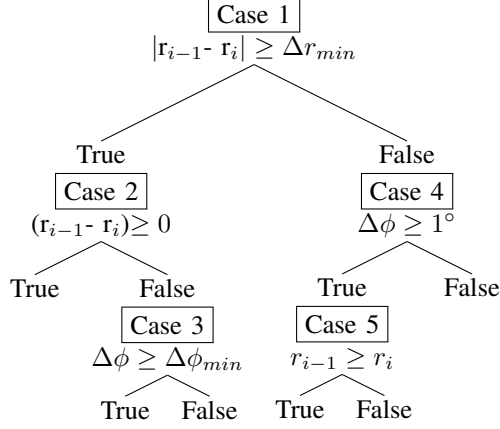 Case 1
|r_{i−1} - r_i| ≥ Δr_{min}
True False
Case 2 Case 4
(r_{i−1} - r_i) ≥ 0 Δϕ ≥ 1°
True False True False
Case 3 Case 5
Δϕ ≥ Δϕ_{min} r_{i−1} ≥ r_i
True False True False